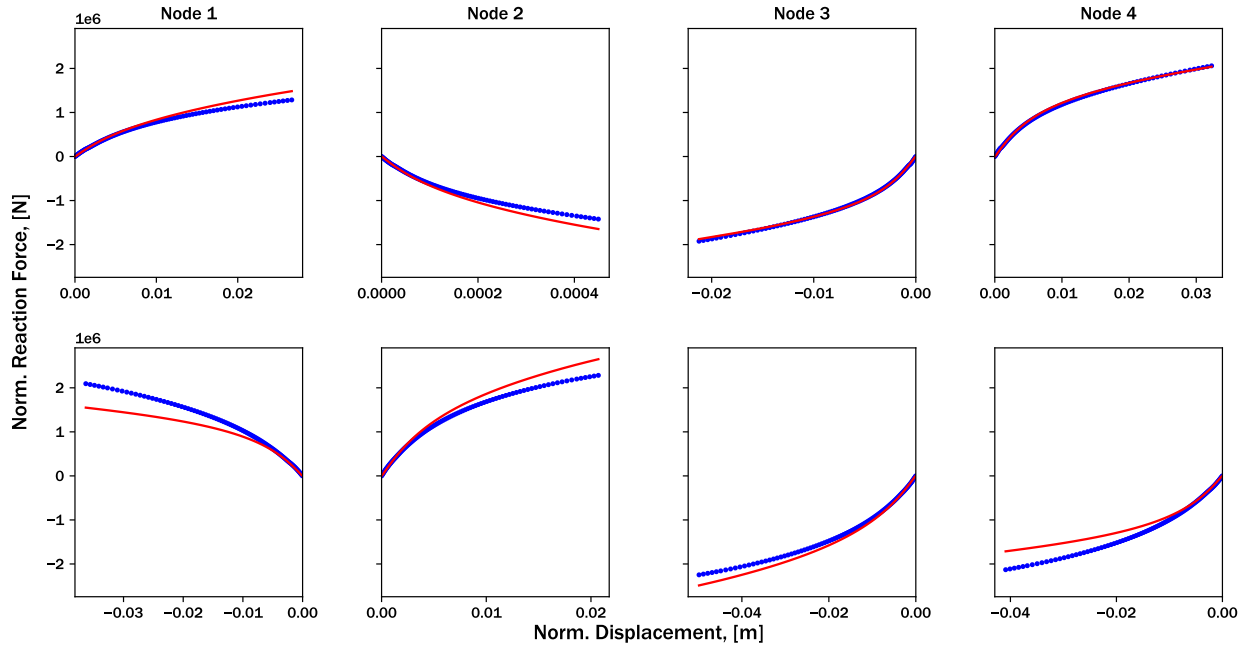 Node 1 Node 2 Node 3 Node 4
1e6
2
1
0
−1
−2
0.00 0.01 0.02
0.0000 0.0002 0.0004
−0.02 −0.01 0.00
0.00 0.01 0.02 0.03
Norm. Reaction Force, [N]
1e6
2
1
0
−1
−2
−0.03 −0.02 −0.01 0.00
0.00 0.01 0.02
−0.04 −0.02 0.00
−0.04 −0.02 0.00
Norm. Displacement, [m]